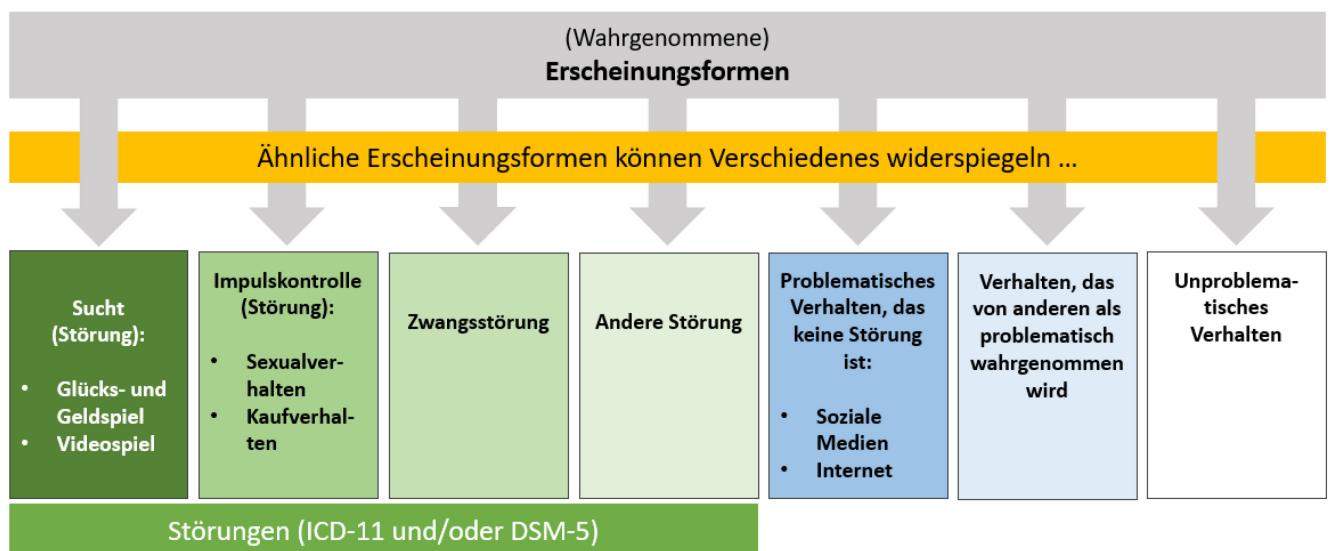 (Wahrgenommene)
Erscheinungsformen
Ähnliche Erscheinungsformen können Verschiedenes widerspiegeln ...
Sucht
(Störung):
• Glücks- und
Geldspiel
• Videospiel
Impulskontrolle
(Störung):
• Sexualver-
halten
• Kaufverhal-
ten
Zwangsstörung
Andere Störung
Problematisches
Verhalten, das
keine Störung
ist:
• Soziale
Medien
• Internet
Verhalten, das
von anderen als
problematisch
wahrgenommen
wird
Unproblema-
tisches
Verhalten
Störungen (ICD-11 und/oder DSM-5)